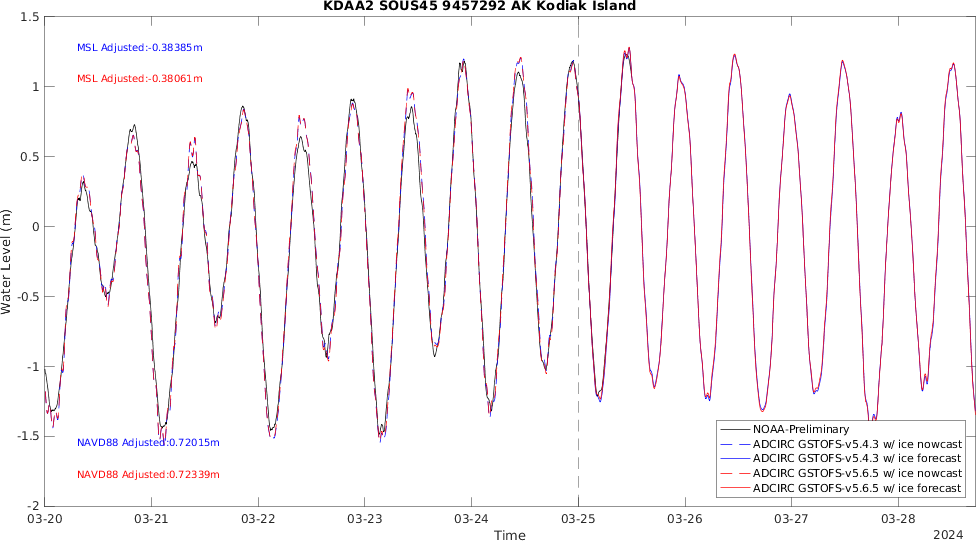 KDAA2 SOUS45 9457292 AK Kodiak Island
1.5
1
0.5
0
-0.5
-1
-1.5
-2
Water Level (m)
MSL Adjusted:-0.38385m
MSL Adjusted:-0.38061m
NAVD88 Adjusted:0.72015m
NAVD88 Adjusted:0.72339m
NOAA-Preliminary
ADCIRC GSTOFS-v5.4.3 w/ ice nowcast
ADCIRC GSTOFS-v5.4.3 w/ ice forecast
ADCIRC GSTOFS-v5.6.5 w/ ice nowcast
ADCIRC GSTOFS-v5.6.5 w/ ice forecast
03-20 03-21 03-22 03-23 03-24 03-25 03-26 03-27 03-28
Time
2024